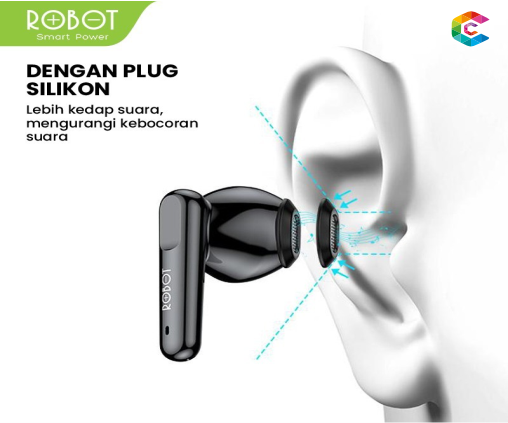 ROBOT
Smart Power
C
DENGAN PLUG
SILIKON
Lebih kedap suara,
mengurangi kebocoran
suara
ROBOT